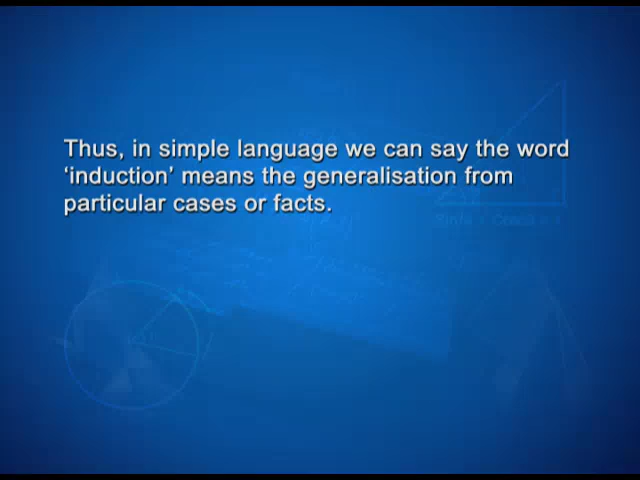 Thus, in simple language we can say the word
‘induction’ means the generalisation from
particular cases or facts.